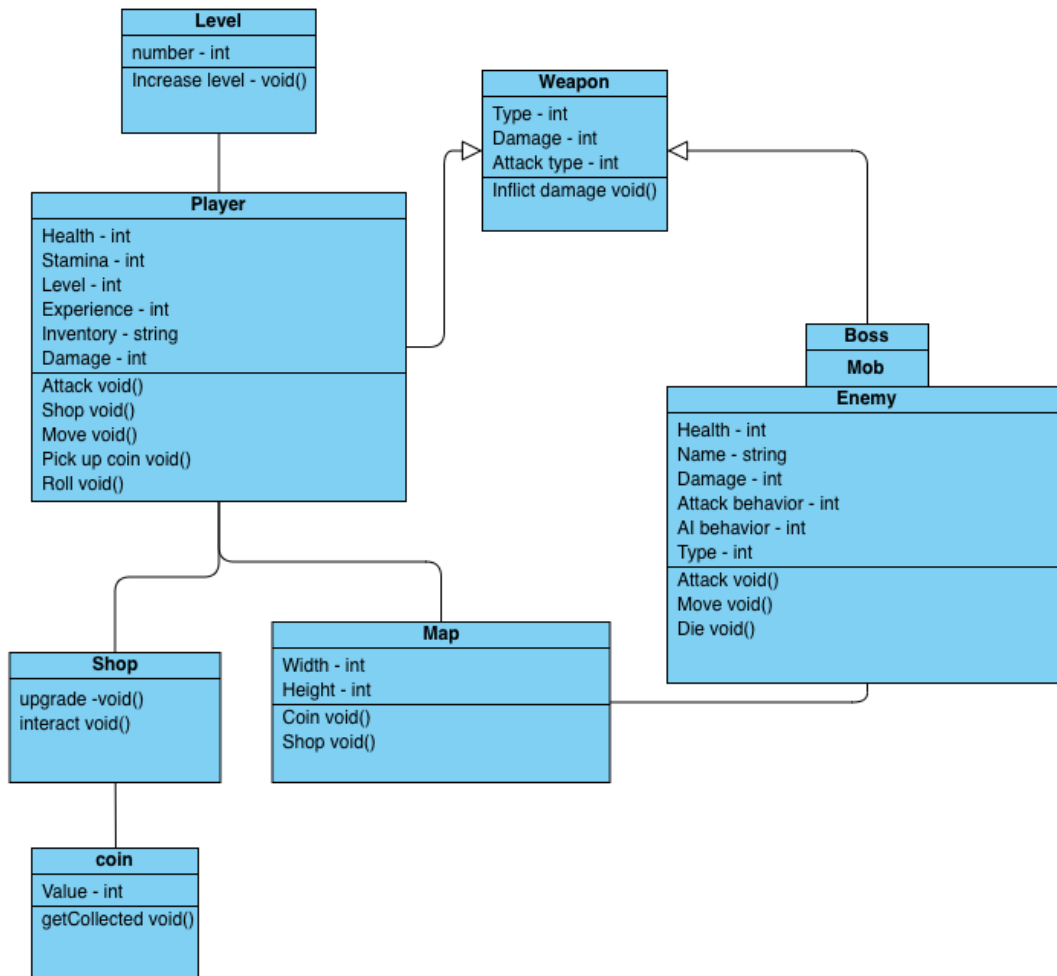 Level
number - int
Increase level - void()
Weapon
Type - int
Damage - int
Attack type - int
Inflict damage void()
Player
Health - int
Stamina - int
Level - int
Experience - int
Inventory - string
Damage - int
Attack void()
Shop void()
Move void()
Pick up coin void()
Roll void()
Boss
Mob
Enemy
Health - int
Name - string
Damage - int
Attack behavior - int
AI behavior - int
Type - int
Attack void()
Move void()
Die void()
Shop
upgrade -void()
interact void()
Map
Width - int
Height - int
Coin void()
Shop void()
coin
Value - int
getCollected void()